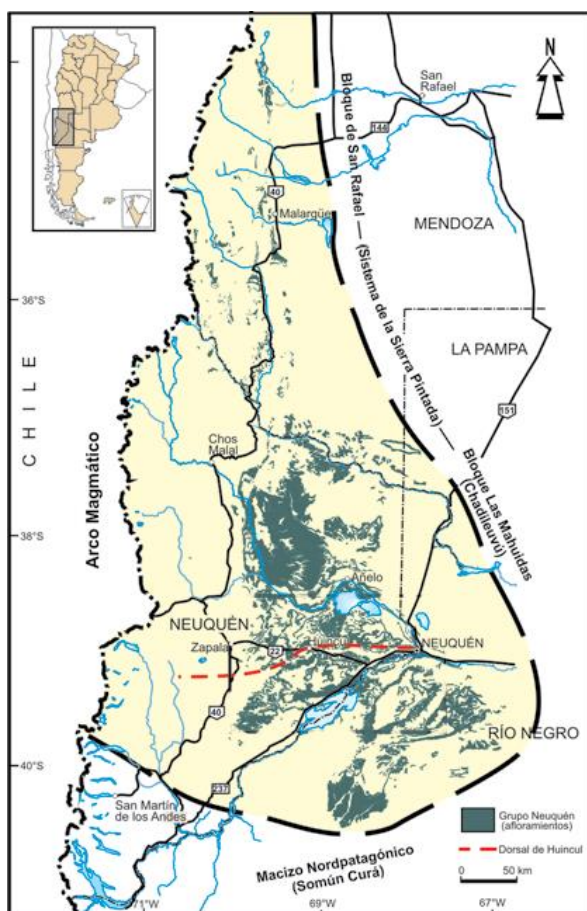 N
San
Rafael
144
Bloque de San Rafael — (Sistema de la Sierra Pintada) — Bloque Las Mahuidas
(Chadileuvú)
40
Malargüe
MENDOZA
36°S
LA PAMPA
CHILE
151
Chos
Malal
Arco Magmático
38°S
Añelo
NEUQUÉN
Zapala
22
Huincul
NEUQUÉN
40
RÍO NEGRO
40°S
237
San Martín
de los Andes
Grupo Neuquén
(afloramientos)
Dorsal de Huincul
Macizo Nordpatagónico
(Somún Curá)
0 50 km
71°W
69°W
67°W